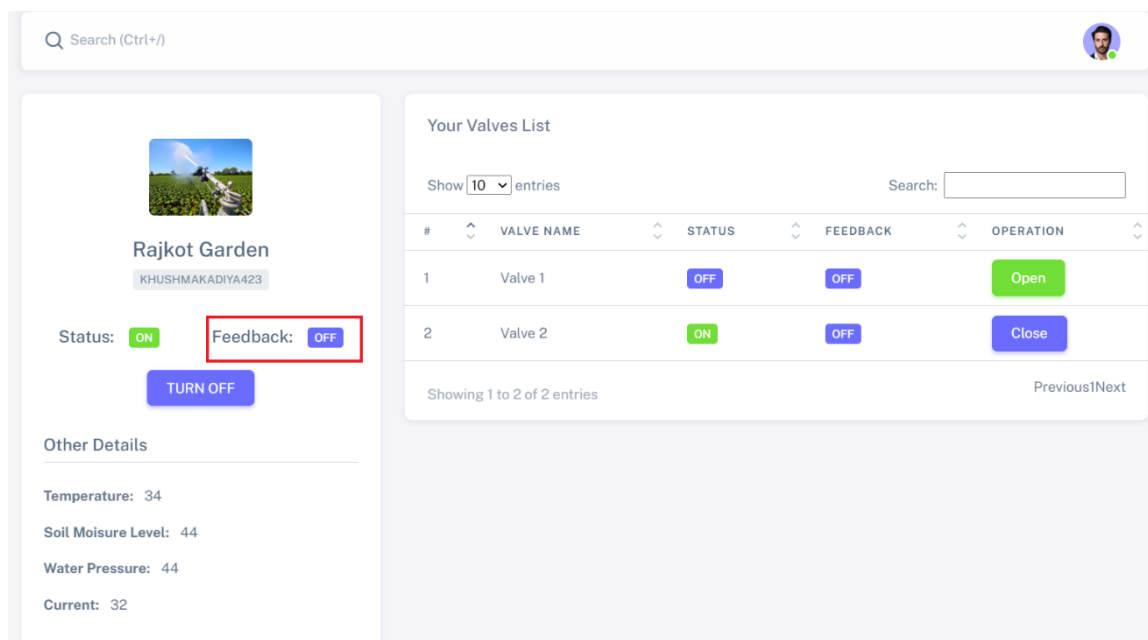 Search (Ctrl+/)
Rajkot Garden
KHUSHMAKADIYA423
Status: ON Feedback: OFF
TURN OFF
Other Details
Temperature: 34
Soil Moisure Level: 44
Water Pressure: 44
Current: 32
Your Valves List
Show 10 entries Search:
# VALVE NAME STATUS FEEDBACK OPERATION
1 Valve 1 OFF OFF Open
2 Valve 2 ON OFF Close
Showing 1 to 2 of 2 entries Previous1Next